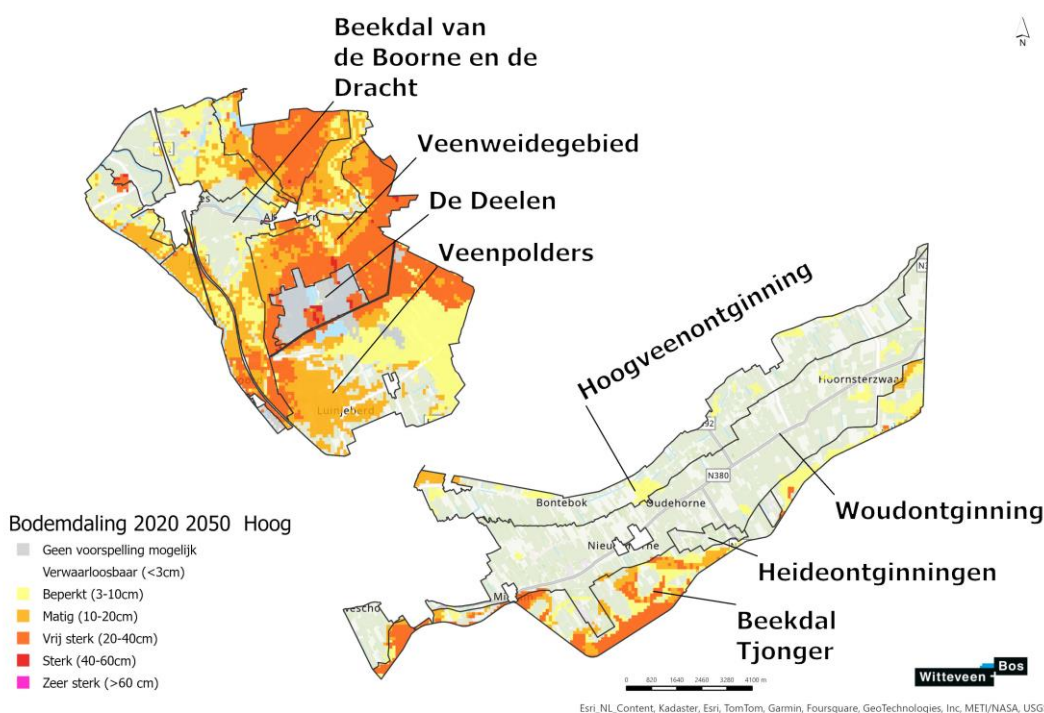 Beekdal van
de Boorne en de
Dracht
N
Veenweidegebied
De Deelen
Veenpolders
Hoogveenontginning
Hoornsterzwaag
N392
N380
Bontebok
Oudehorne
Woudontginning
Heideontginningen
Beekdal
Tjonger
Bodemdaling 2020 2050 Hoog
Geen voorspelling mogelijk
Verwaarloosbaar (<3cm)
Beperkt (3-10cm)
Matig (10-20cm)
Vrij sterk (20-40cm)
Sterk (40-60cm)
Zeer sterk (>60 cm)
0 820 1640 2460 3280 4100 m
Witteveen
Bos
Esri_NL_Content, Kadaster, Esri, TomTom, Garmin, Foursquare, GeoTechnologies, Inc, METI/NASA, USG